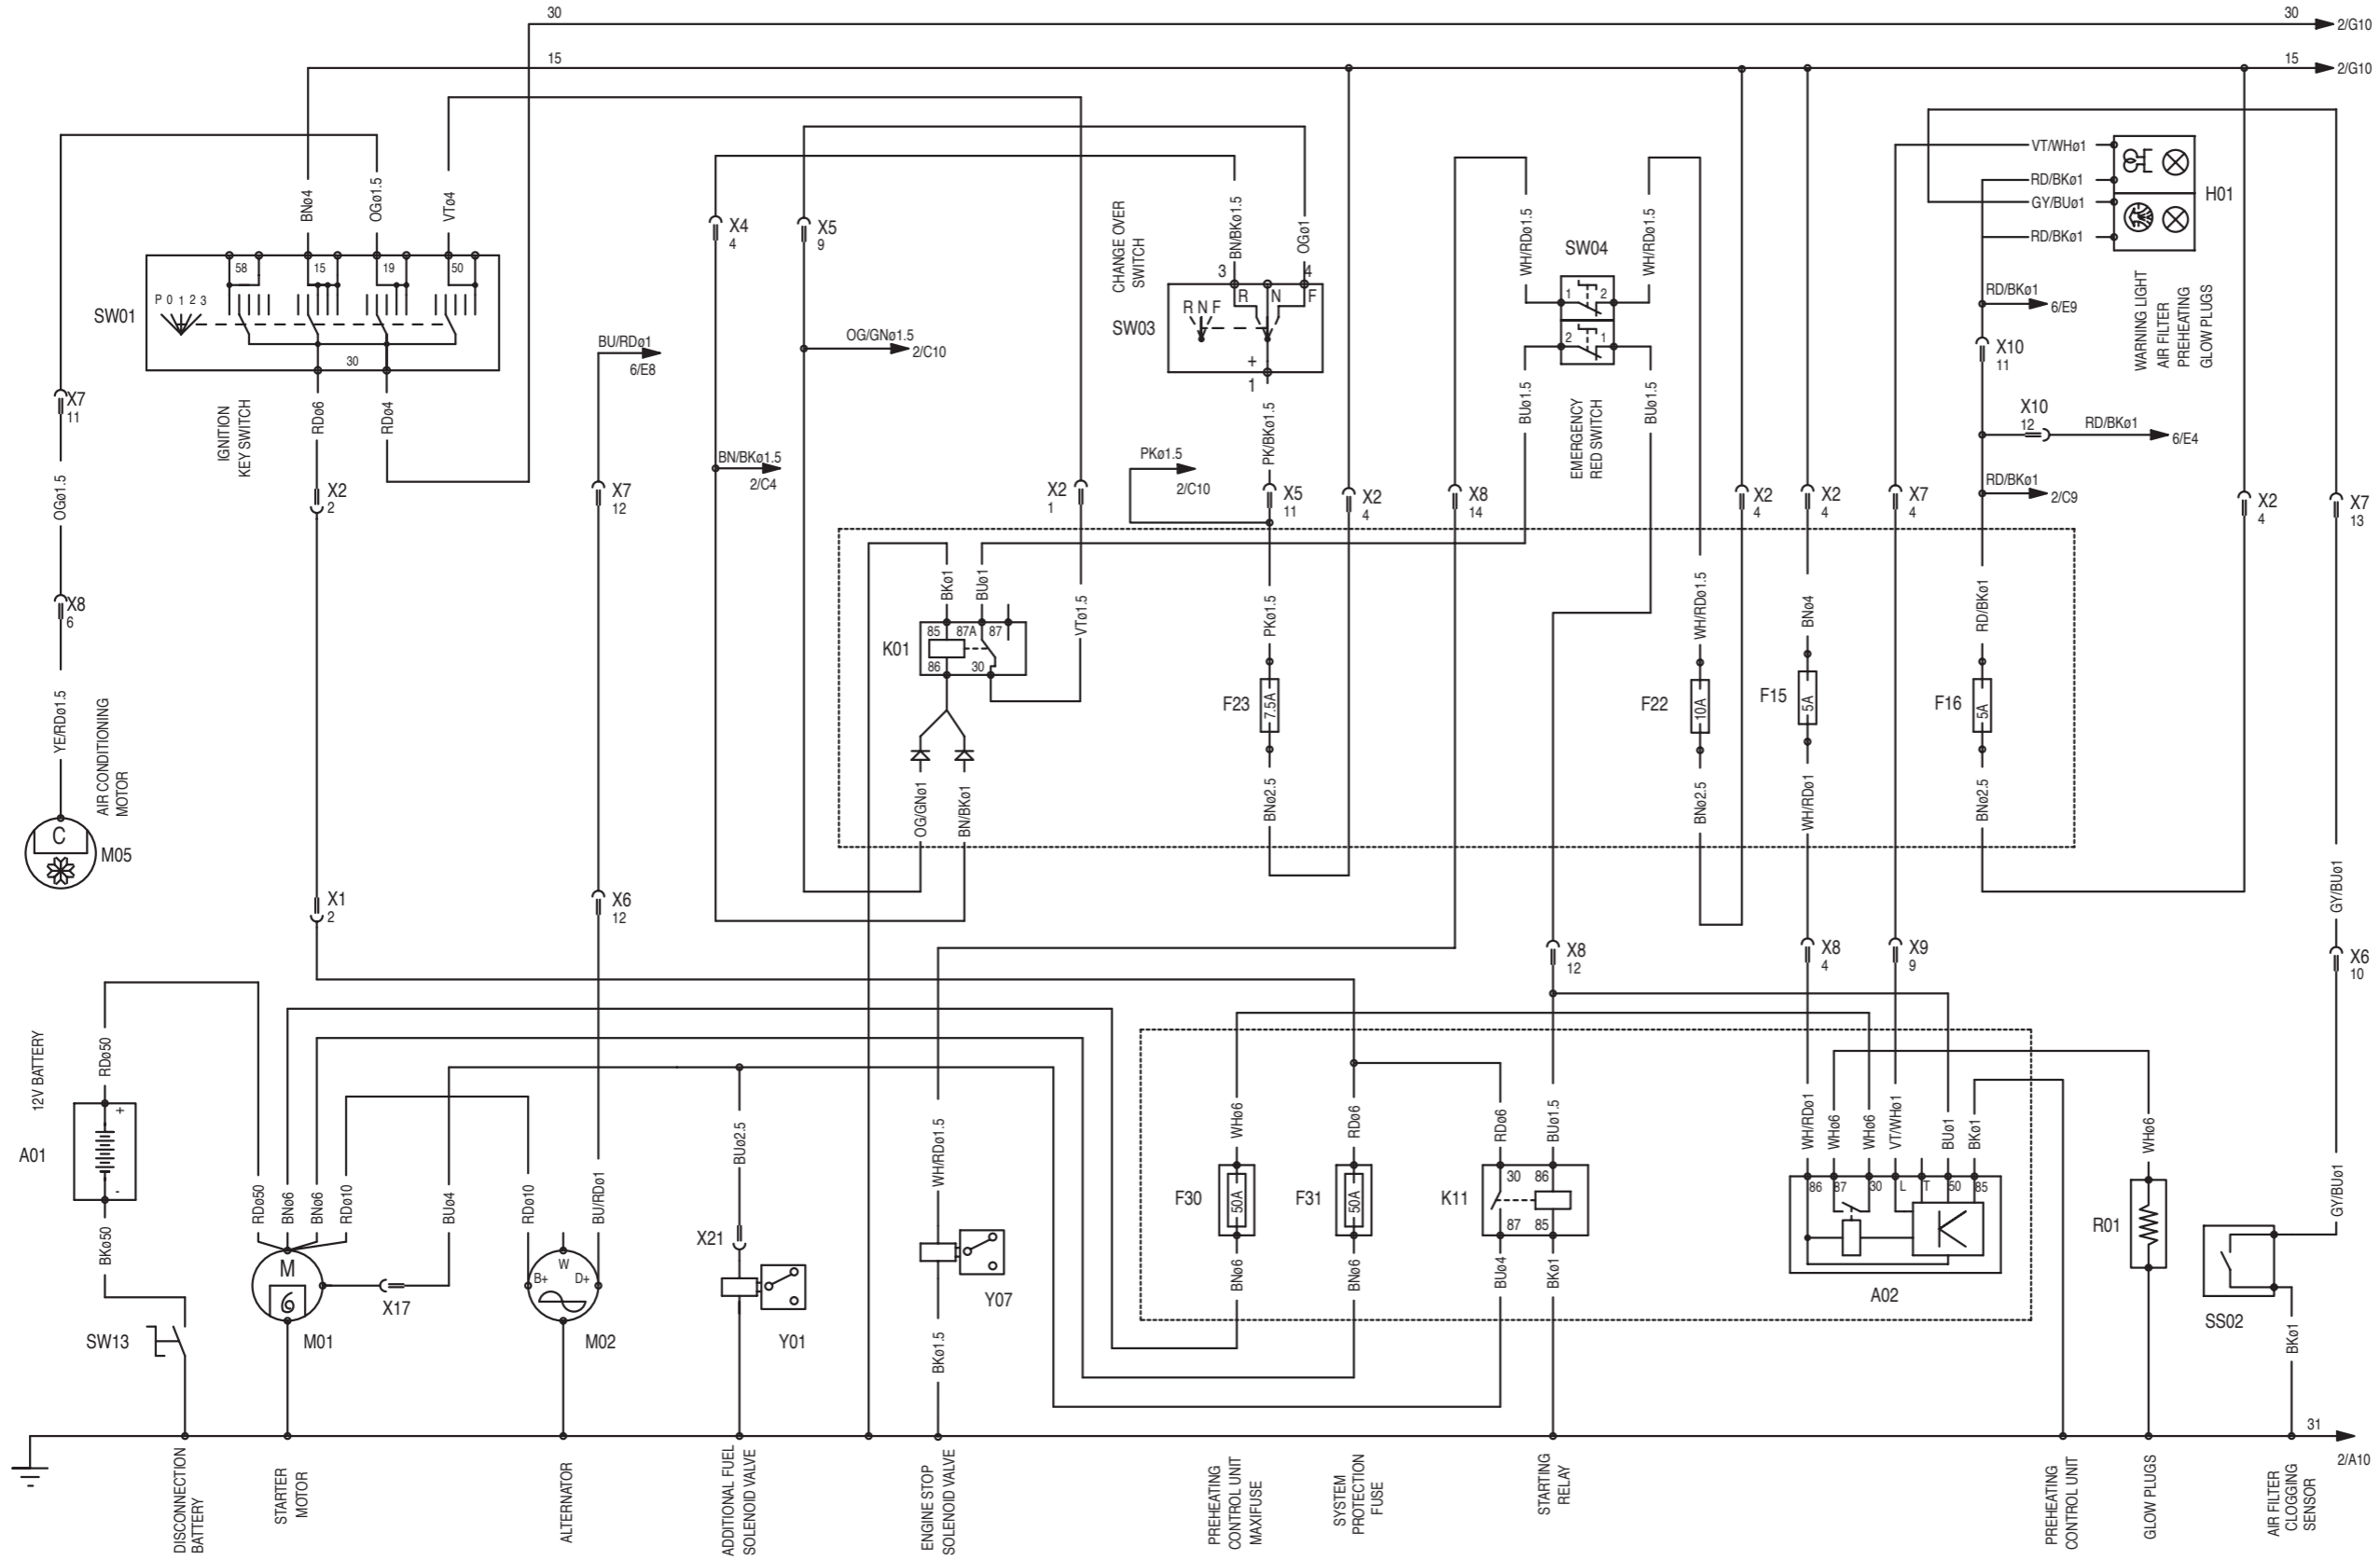 30
30
2/G10
15
15
2/G10
VT/WHø1
RD/BKø1
GY/BUø1
RD/BKø1
H01
BNø4
OGø1.5
VTø4
X4
4
X5
9
CHANGE OVER
SWITCH
BN/BKø1.5
OGø1
3
4
R
N
F
R N F
SW03
+
1
WH/RDø1.5
WH/RDø1.5
SW04
1
2
2
1
58
15
19
50
P 0 1 2 3
SW01
30
OG/GNø1.5
2/C10
BU/RDø1
6/E8
RD/BKø1
6/E9
X10
11
WARNING LIGHT
AIR FILTER
PREHEATING
GLOW PLUGS
X7
11
IGNITION
KEY SWITCH
RDø6
RDø4
BUø1.5
EMERGENCY
RED SWITCH
BUø1.5
X10
12
RD/BKø1
6/E4
BN/BKø1.5
2/C4
PKø1.5
2/C10
PK/BKø1.5
RD/BKø1
2/C9
OGø1.5
X2
2
X7
12
X2
1
X5
11
X2
4
X8
14
X2
4
X2
4
X7
4
X2
4
X7
13
X8
6
BKø1
BUø1
VTø1.5
85
87A
87
K01
86
30
PKø1.5
WH/RDø1.5
BNø4
RD/BKø1
F23
7.5A
F22
10A
F15
5A
F16
5A
YE/RDø1.5
AIR CONDITIONING
MOTOR
C
M05
OG/GNø1
BN/BKø1
BNø2.5
BNø2.5
WH/RDø1
BNø2.5
GY/BUø1
X1
2
X6
12
X8
12
X8
4
X9
9
X6
10
12V BATTERY
RDø50
+
-
A01
BKø50
SW13
RDø50
BNø6
BNø6
RDø10
BUø4
M
X17
M01
RDø10
BU/RDø1
W
B+
D+
M02
BUø2.5
X21
Y01
WH/RDø1.5
Y07
BKø1.5
WHø6
F30
50A
BNø6
RDø6
F31
50A
BNø6
RDø6
BUø1.5
30
86
K11
87
85
BUø4
BKø1
WH/RDø1
WHø6
WHø6
VT/WHø1
BUø1
BKø1
86
87
30
L
T
50
85
A02
WHø6
R01
GY/BUø1
SS02
BKø1
31
2/A10
DISCONNECTION
BATTERY
STARTER
MOTOR
ALTERNATOR
ADDITIONAL FUEL
SOLENOID VALVE
ENGINE STOP
SOLENOID VALVE
PREHEATING
CONTROL UNIT
MAXIFUSE
SYSTEM
PROTECTION
FUSE
STARTING
RELAY
PREHEATING
CONTROL UNIT
GLOW PLUGS
AIR FILTER
CLOGGING
SENSOR